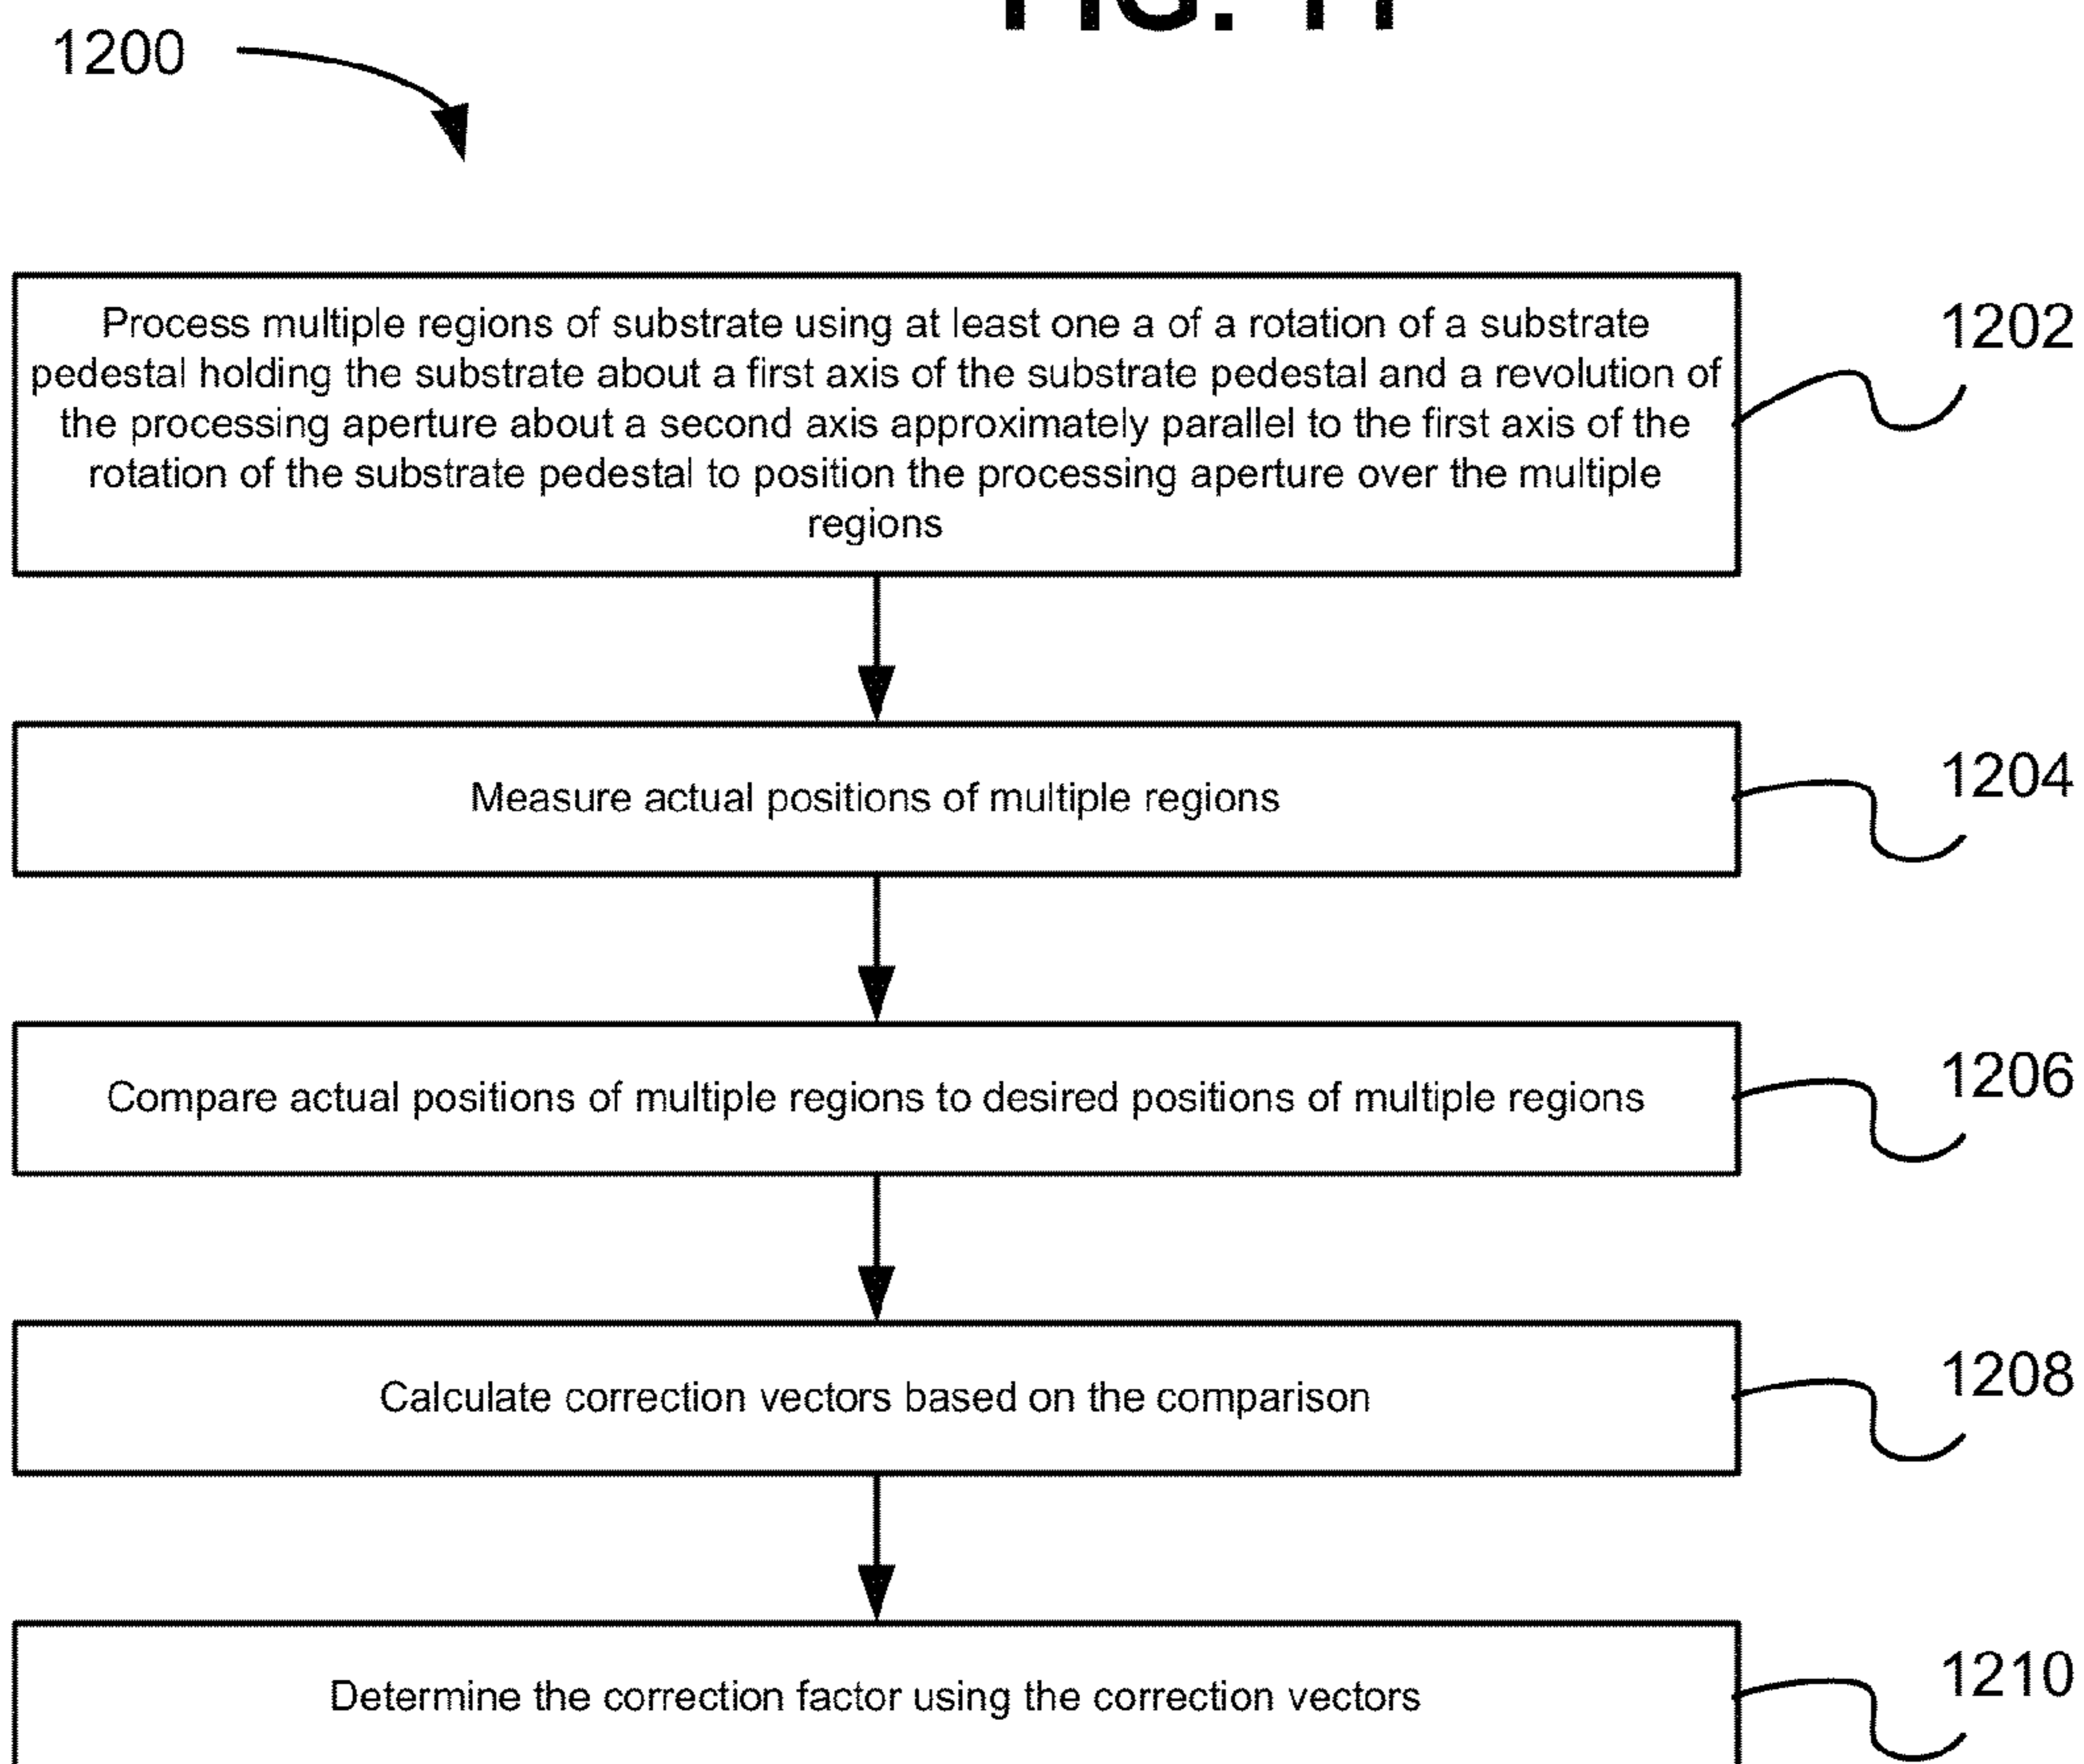 FIG. 11
1200
Process multiple regions of substrate using at least one a of a rotation of a substrate
pedestal holding the substrate about a first axis of the substrate pedestal and a revolution of
the processing aperture about a second axis approximately parallel to the first axis of the
rotation of the substrate pedestal to position the processing aperture over the multiple
regions
1202
Measure actual positions of multiple regions
1204
Compare actual positions of multiple regions to desired positions of multiple regions
1206
Calculate correction vectors based on the comparison
1208
Determine the correction factor using the correction vectors
1210